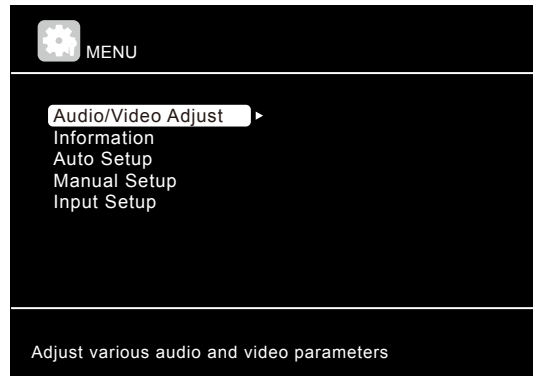 MENU
Audio/Video Adjust
Information
Auto Setup
Manual Setup
Input Setup
Adjust various audio and video parameters